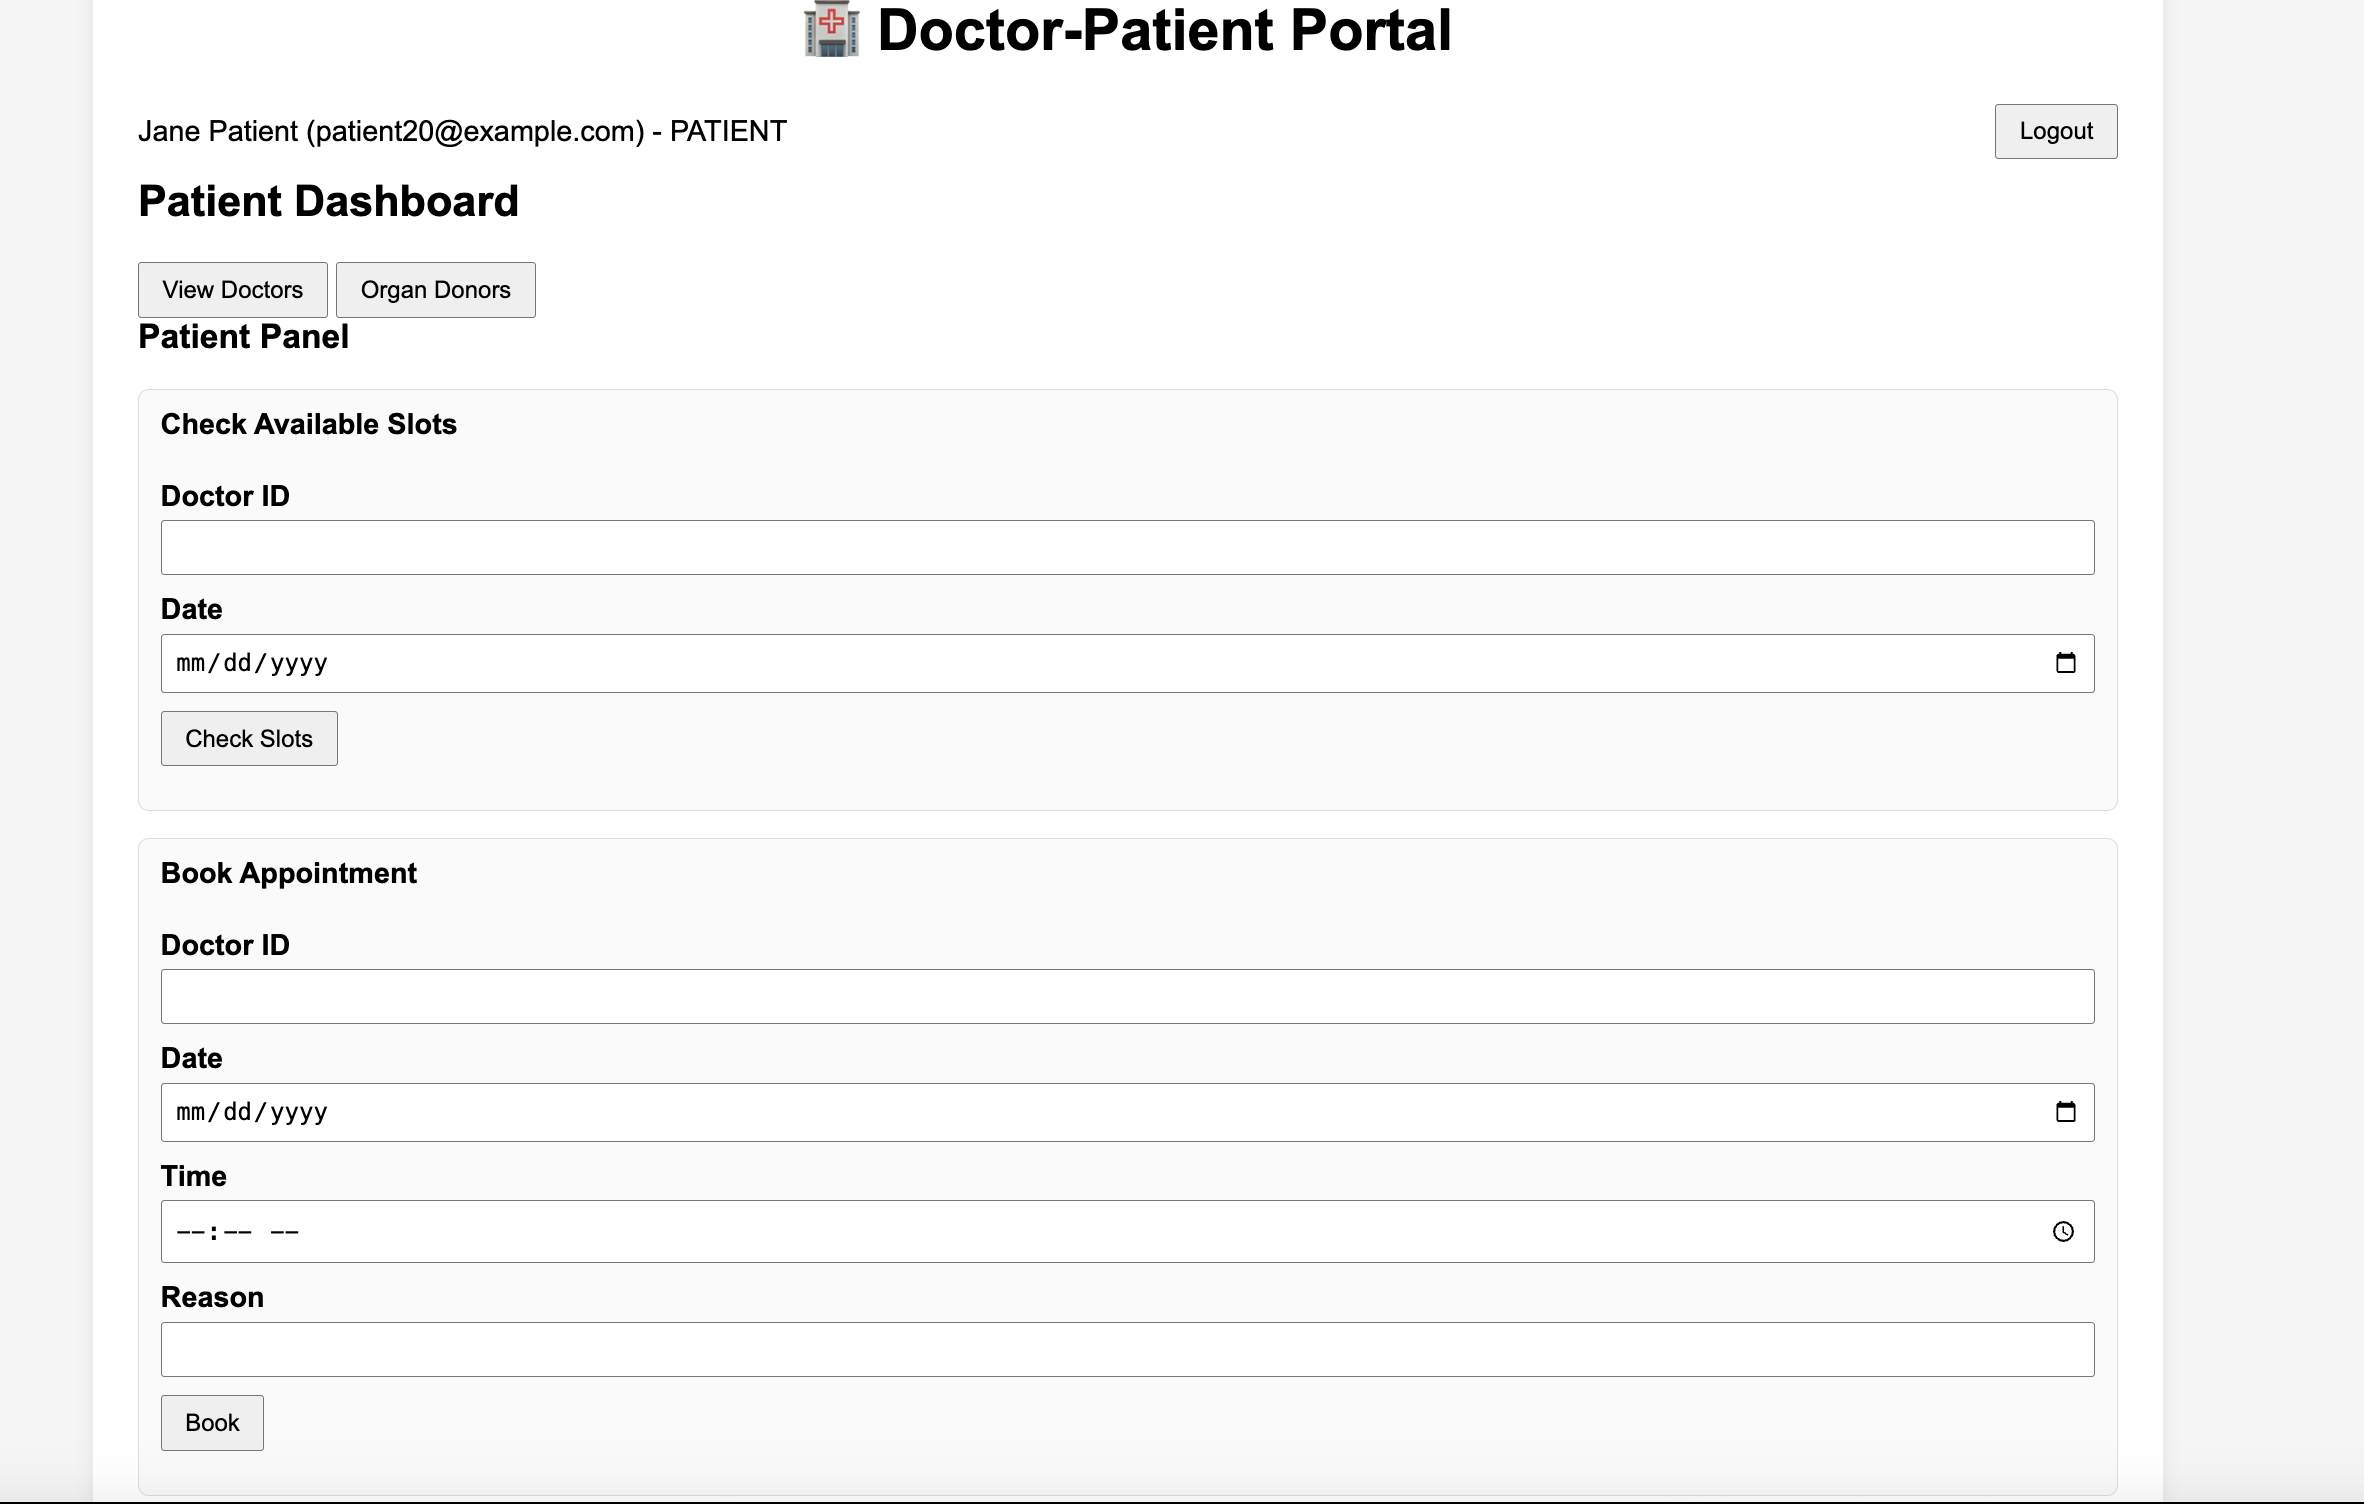 Doctor-Patient Portal
Jane Patient (patient20@example.com) - PATIENT
Logout
Patient Dashboard
View Doctors
Organ Donors
Patient Panel
Check Available Slots
Doctor ID
Date
mm/dd/yyyy
Check Slots
Book Appointment
Doctor ID
Date
mm/dd/yyyy
Time
--:-- --
Reason
Book